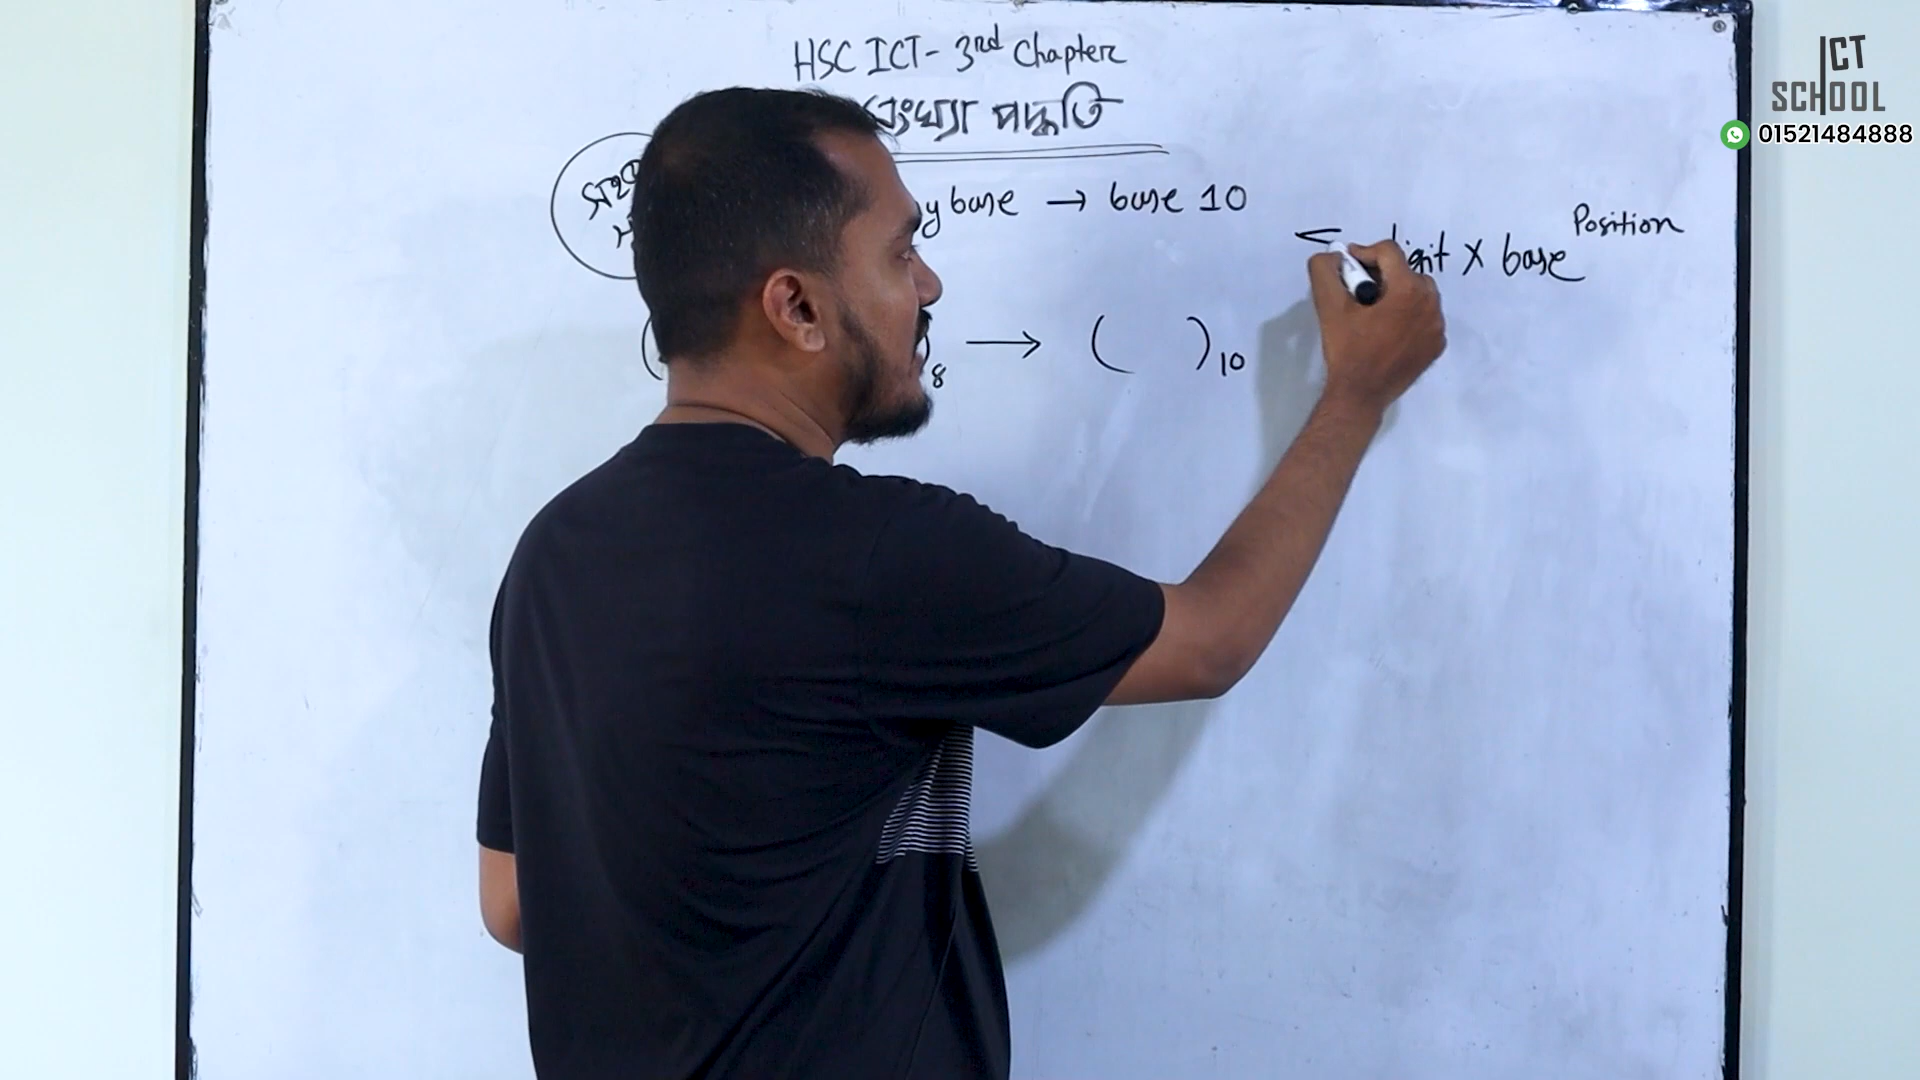 HSC ICT- 3rd Chapter
সংখ্যা পদ্ধতি
base → base 10
digit X base Position
)8 → ( )10
ICT
SCHOOL
01521484888